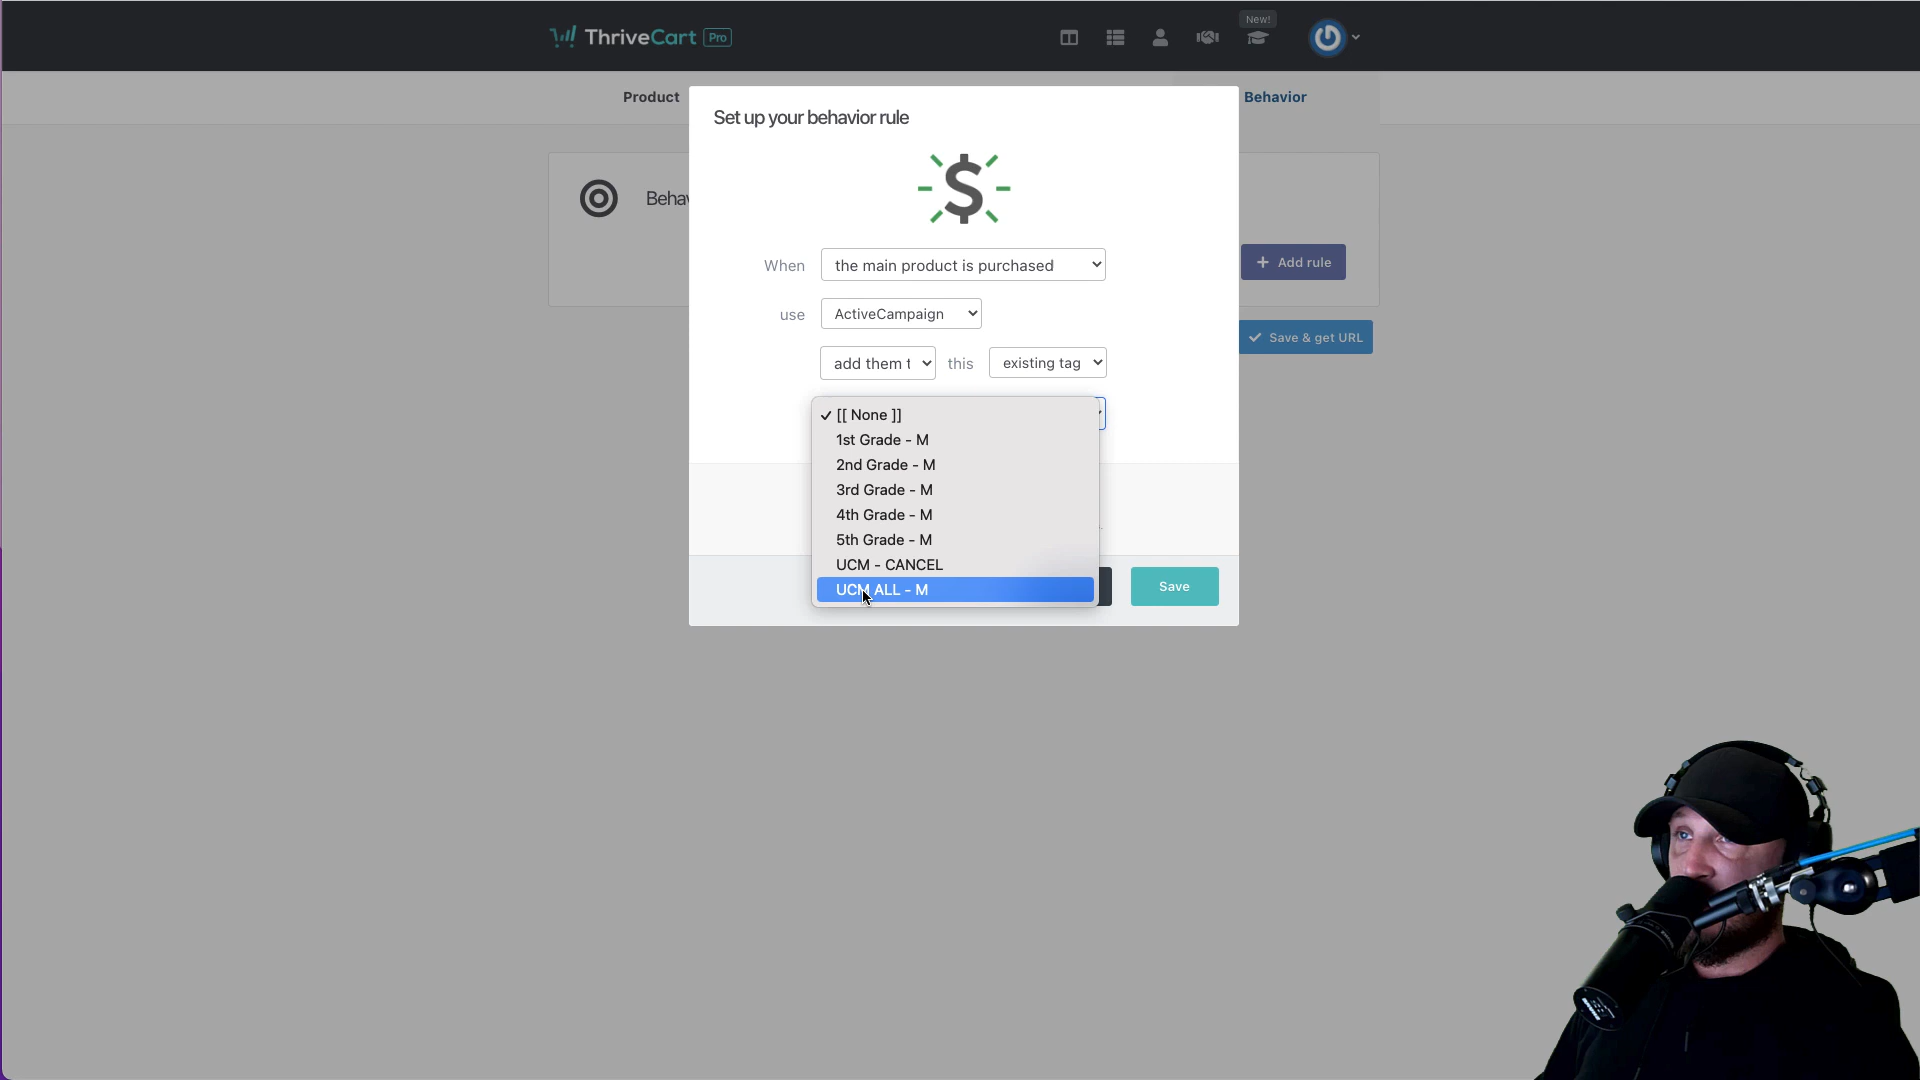 New!
ThriveCart Pro
Product
Behavior
Set up your behavior rule
Behav
When the main product is purchased
+ Add rule
use ActiveCampaign
Save & get URL
add them t this existing tag
[[ None ]]
1st Grade - M
2nd Grade - M
3rd Grade - M
4th Grade - M
5th Grade - M
UCM - CANCEL
UCM ALL - M
Save